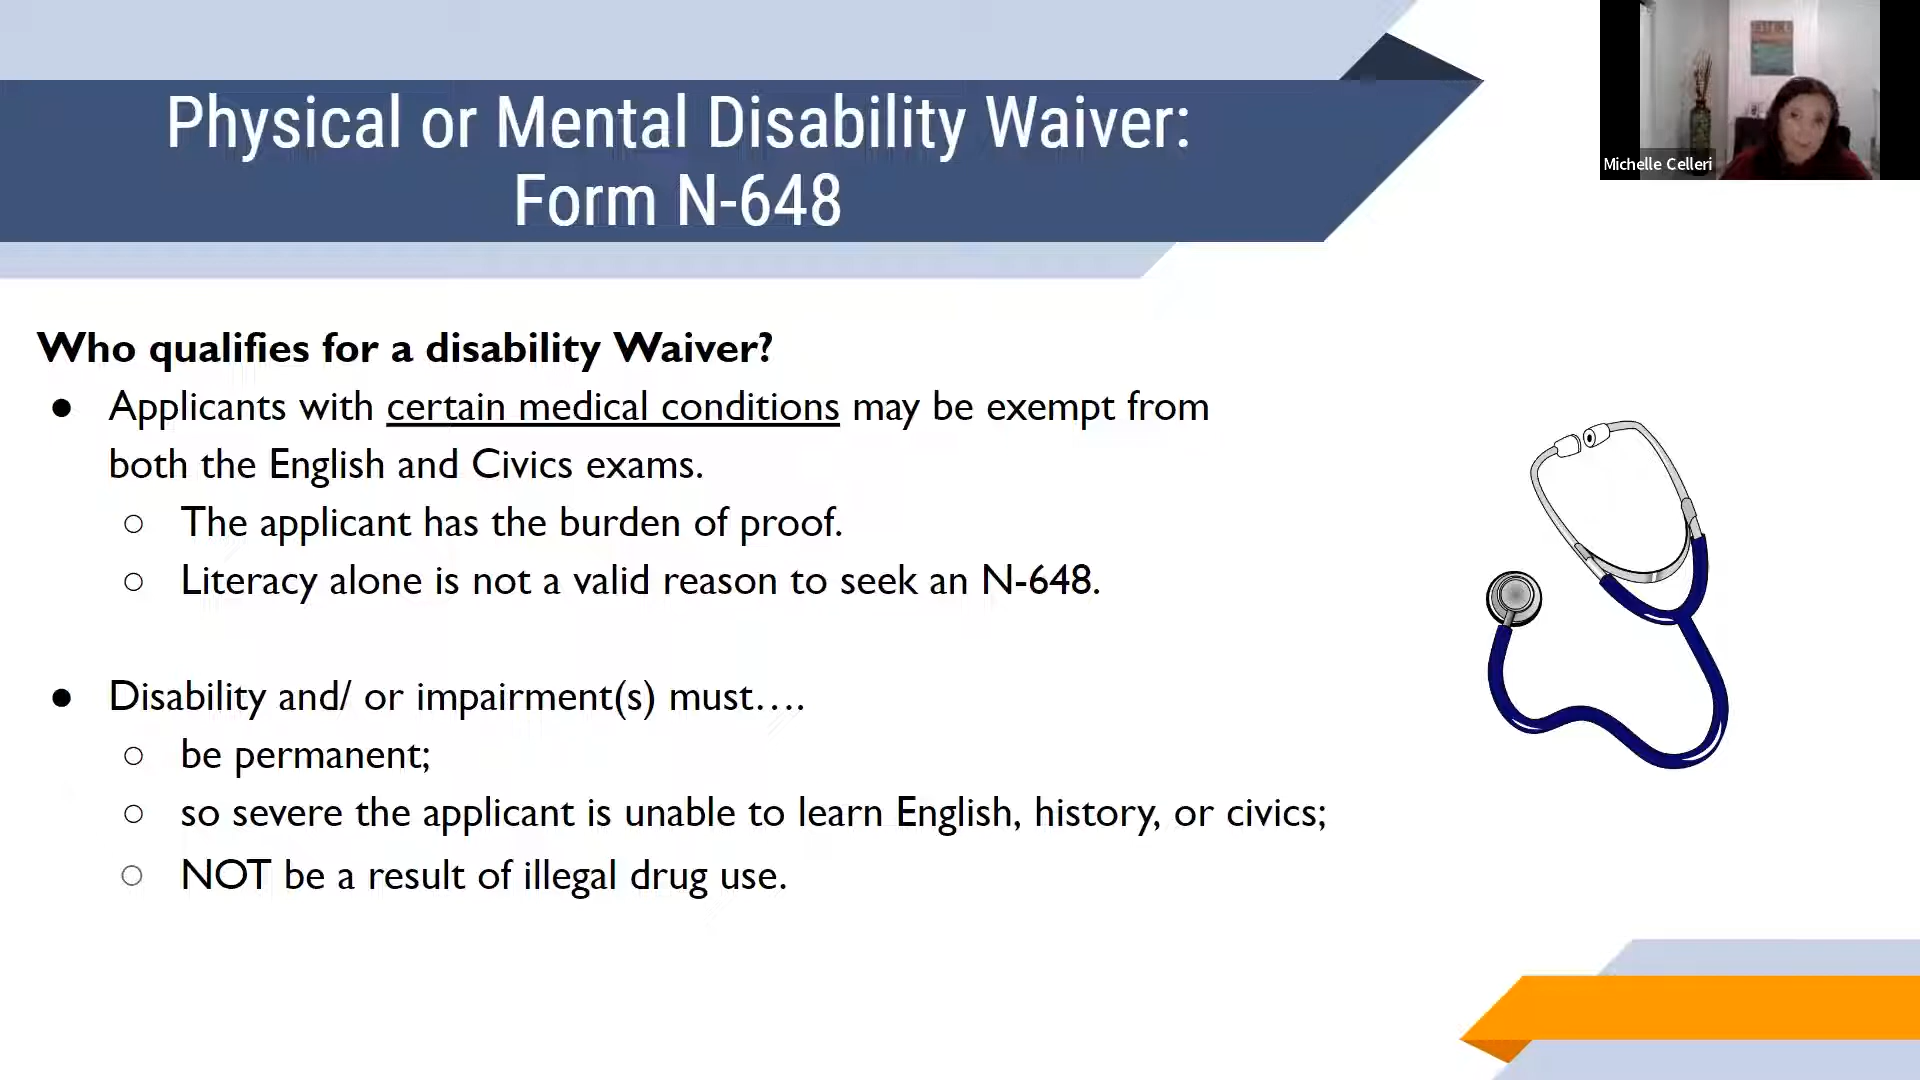 Physical or Mental Disability Waiver:
Form N-648
Michelle Celleri
Who qualifies for a disability Waiver?
● Applicants with certain medical conditions may be exempt from
both the English and Civics exams.
○ The applicant has the burden of proof.
○ Literacy alone is not a valid reason to seek an N-648.
● Disability and/ or impairment(s) must….
○ be permanent;
○ so severe the applicant is unable to learn English, history, or civics;
○ NOT be a result of illegal drug use.